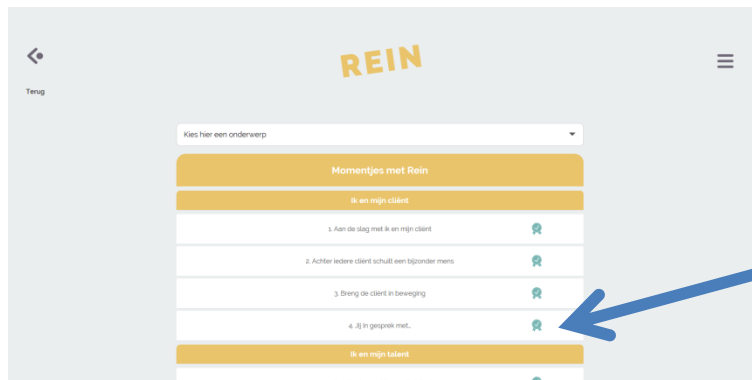 REIN
Terug
Kies hier een onderwerp
Momentjes met Rein
Ik en mijn cliënt
1. Aan de slag met ik en mijn cliënt
2. Achter iedere cliënt schuilt een bijzonder mens
3. Breng de cliënt in beweging
4. Jij in gesprek met..
Ik en mijn talent